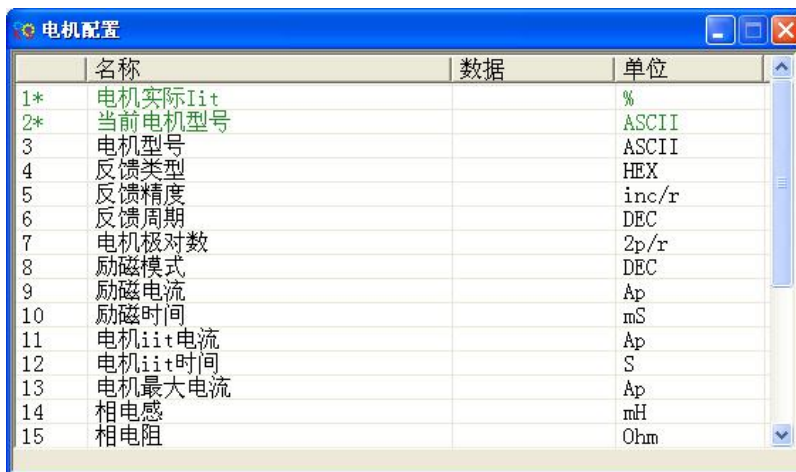 电机配置
名称 数据 单位
1* 电机实际Iit %
2* 当前电机型号 ASCII
3 电机型号 ASCII
4 反馈类型 HEX
5 反馈精度 inc/r
6 反馈周期 DEC
7 电机极对数 2p/r
8 励磁模式 DEC
9 励磁电流 Ap
10 励磁时间 mS
11 电机iit电流 Ap
12 电机iit时间 S
13 电机最大电流 Ap
14 相电感 mH
15 相电阻 Ohm